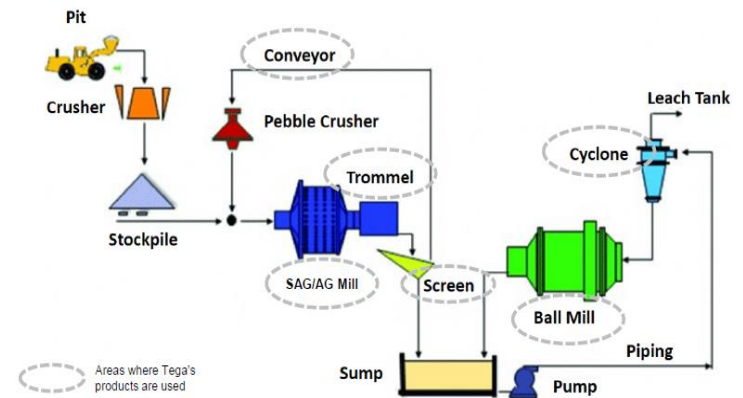 Pit
Conveyor
Crusher
Pebble Crusher
Leach Tank
Cyclone
Trommel
Stockpile
SAG/AG Mill
Screen
Ball Mill
Piping
Sump
Pump
Areas where Tega's
products are used